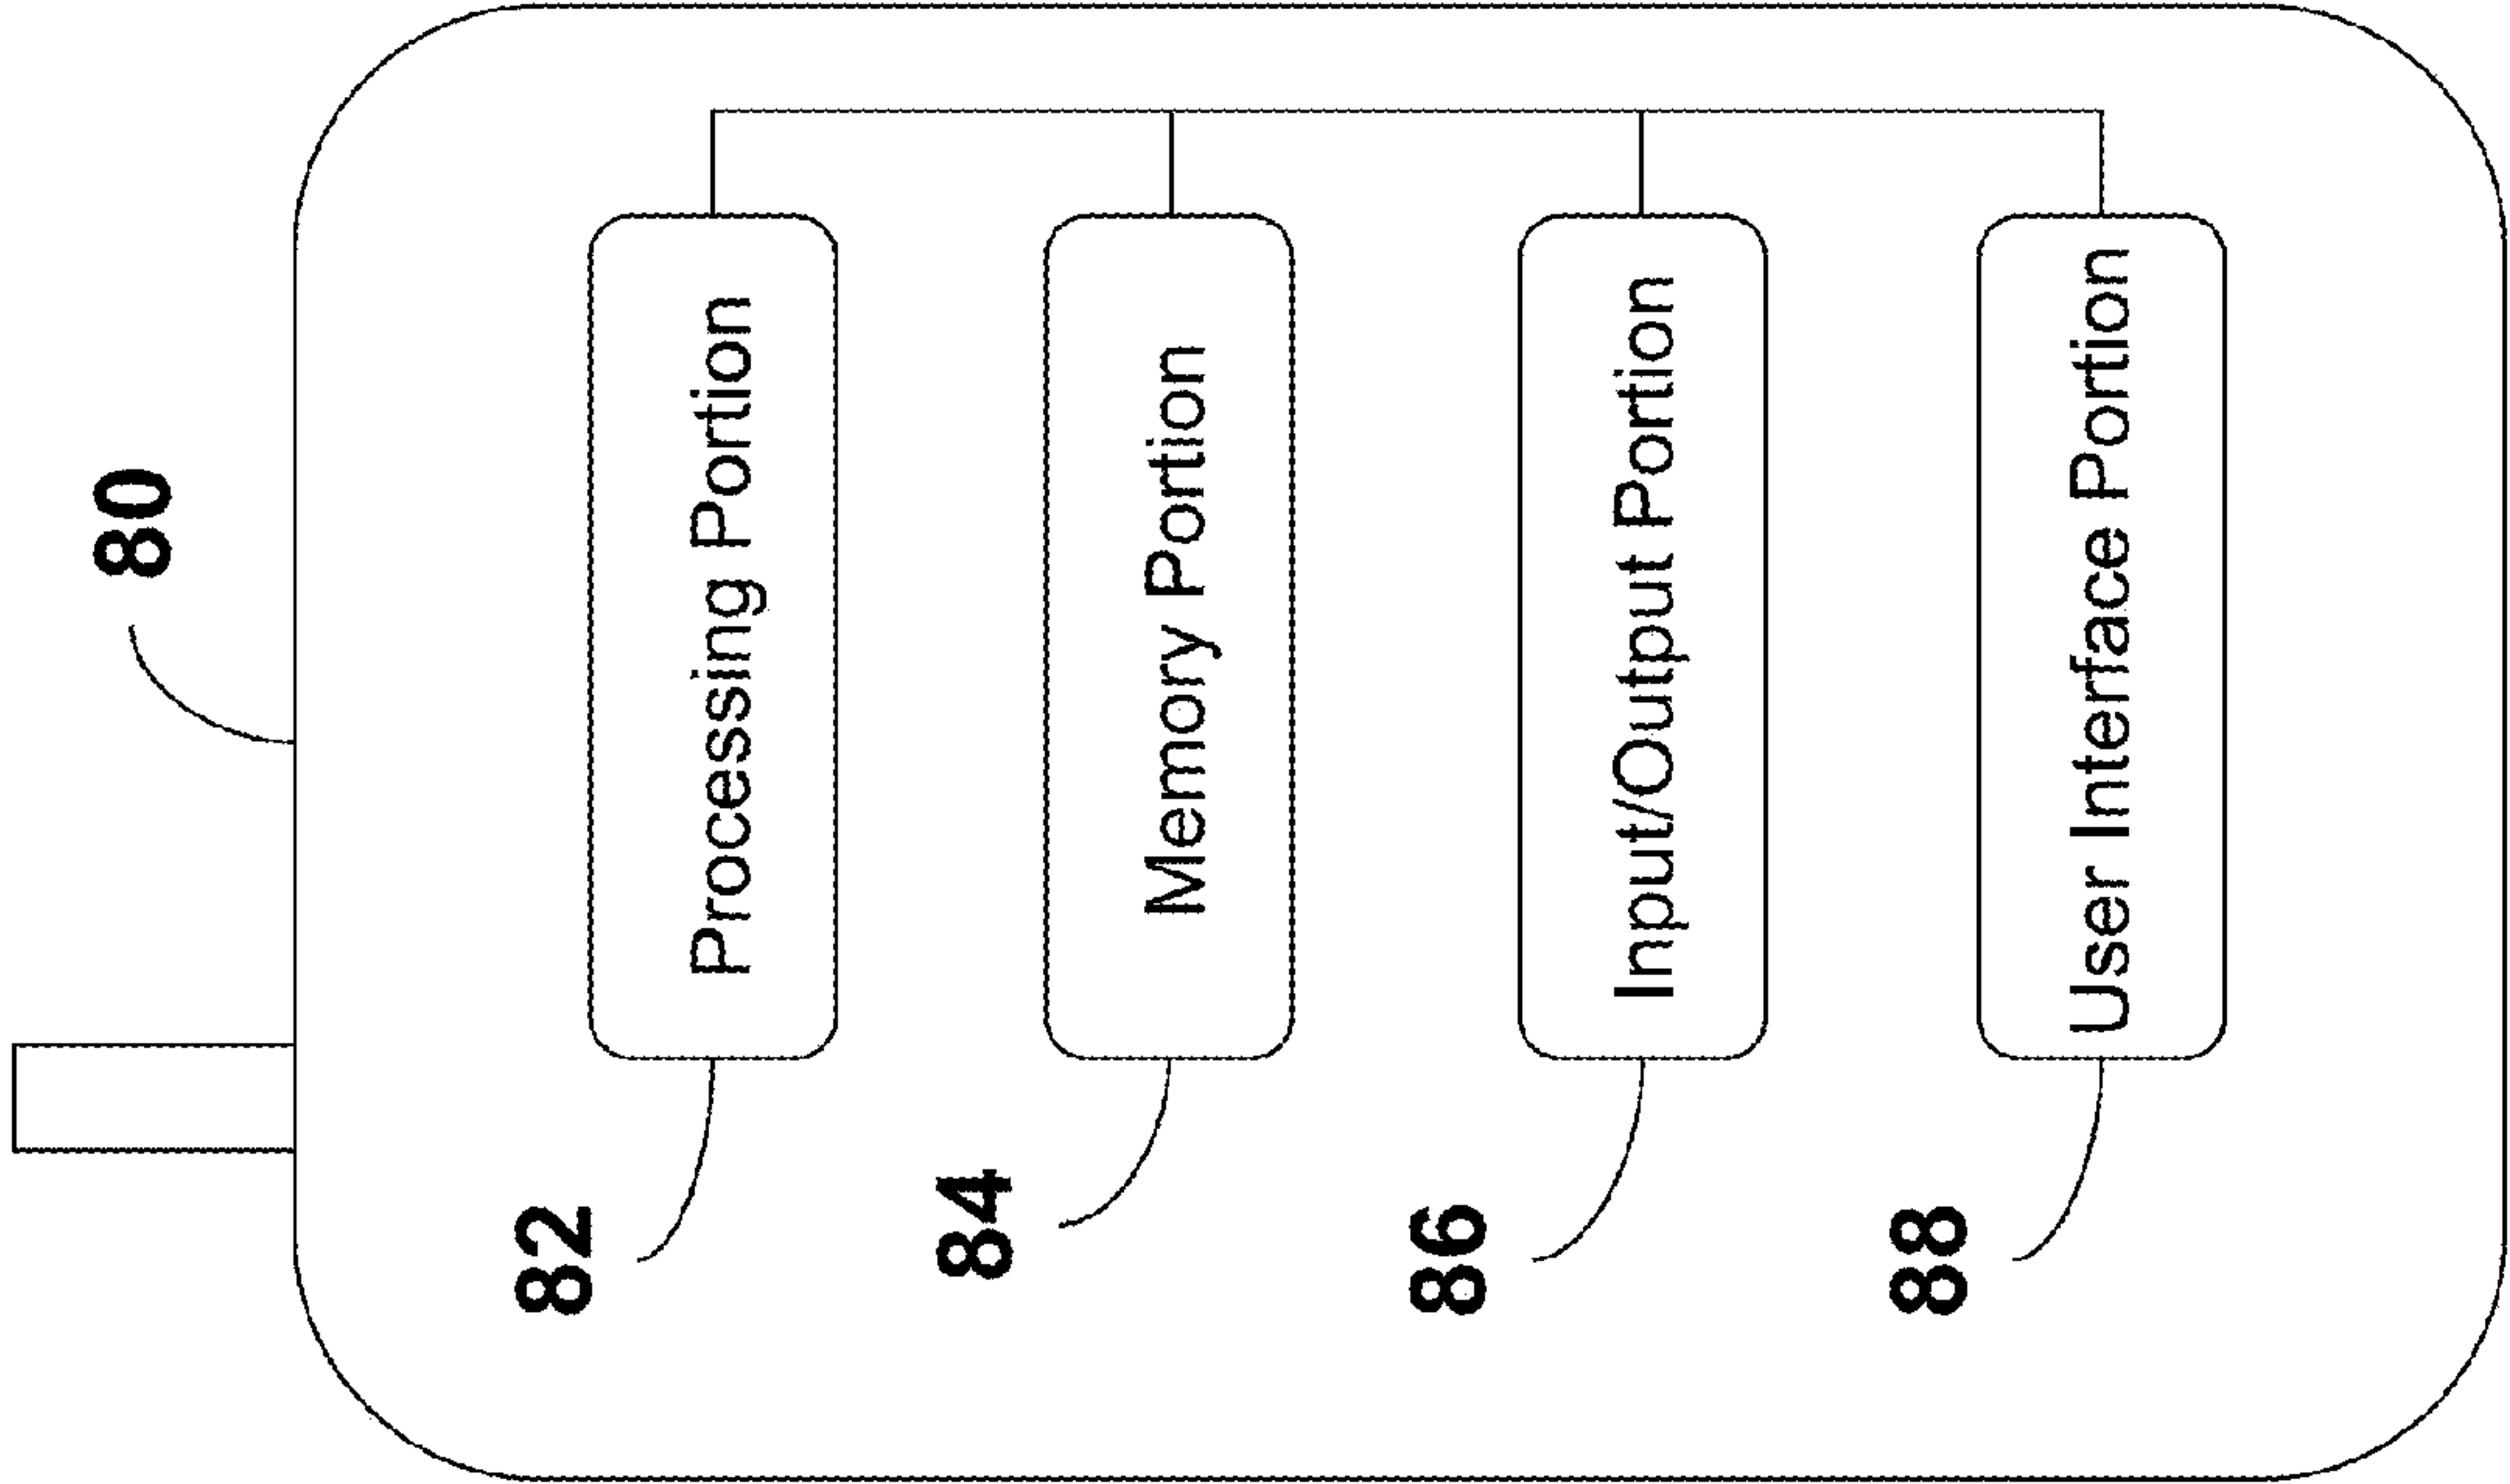 80
82
Processing Portion
84
Memory Portion
86
Input/Output Portion
88
User Interface Portion